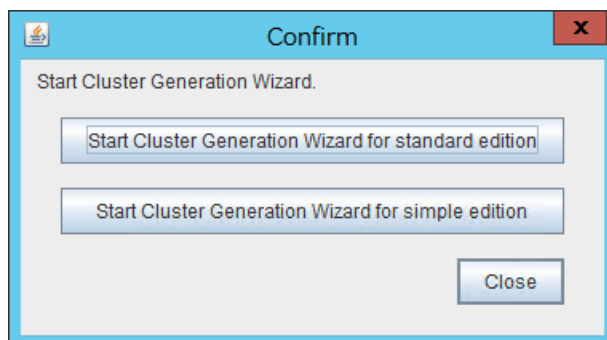 Confirm
x
Start Cluster Generation Wizard.
Start Cluster Generation Wizard for standard edition
Start Cluster Generation Wizard for simple edition
Close